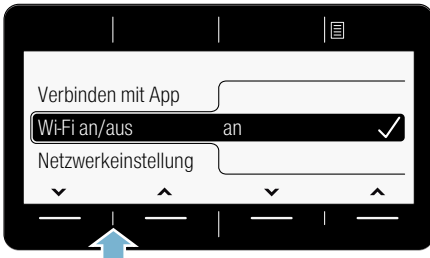 Verbinden mit App
Wi-Fi an/aus an
Netzwerkeinstellung